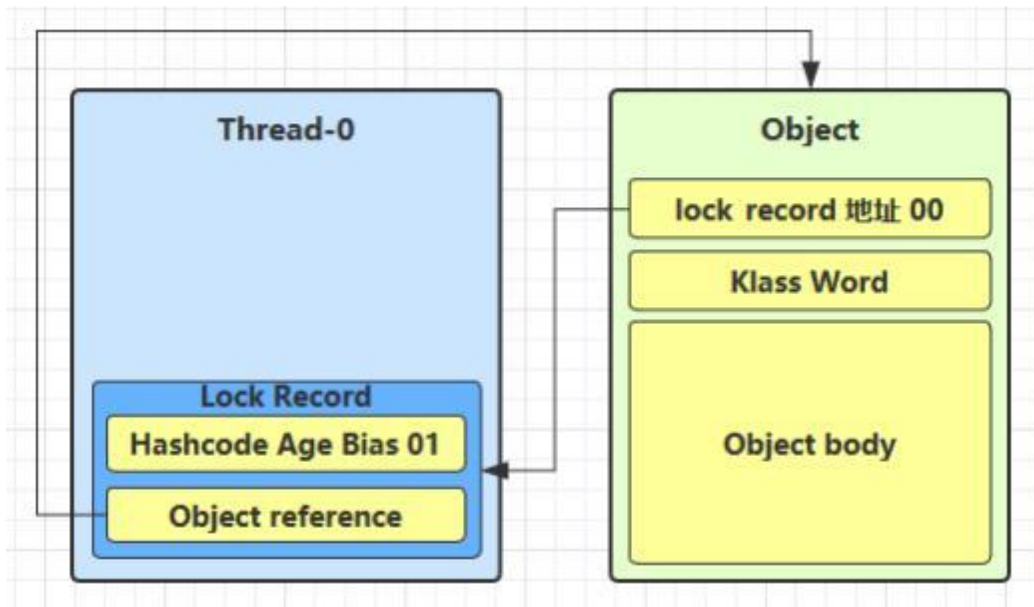 Thread-0
Lock Record
Hashcode Age Bias 01
Object reference
Object
lock record 地址 00
Klass Word
Object body